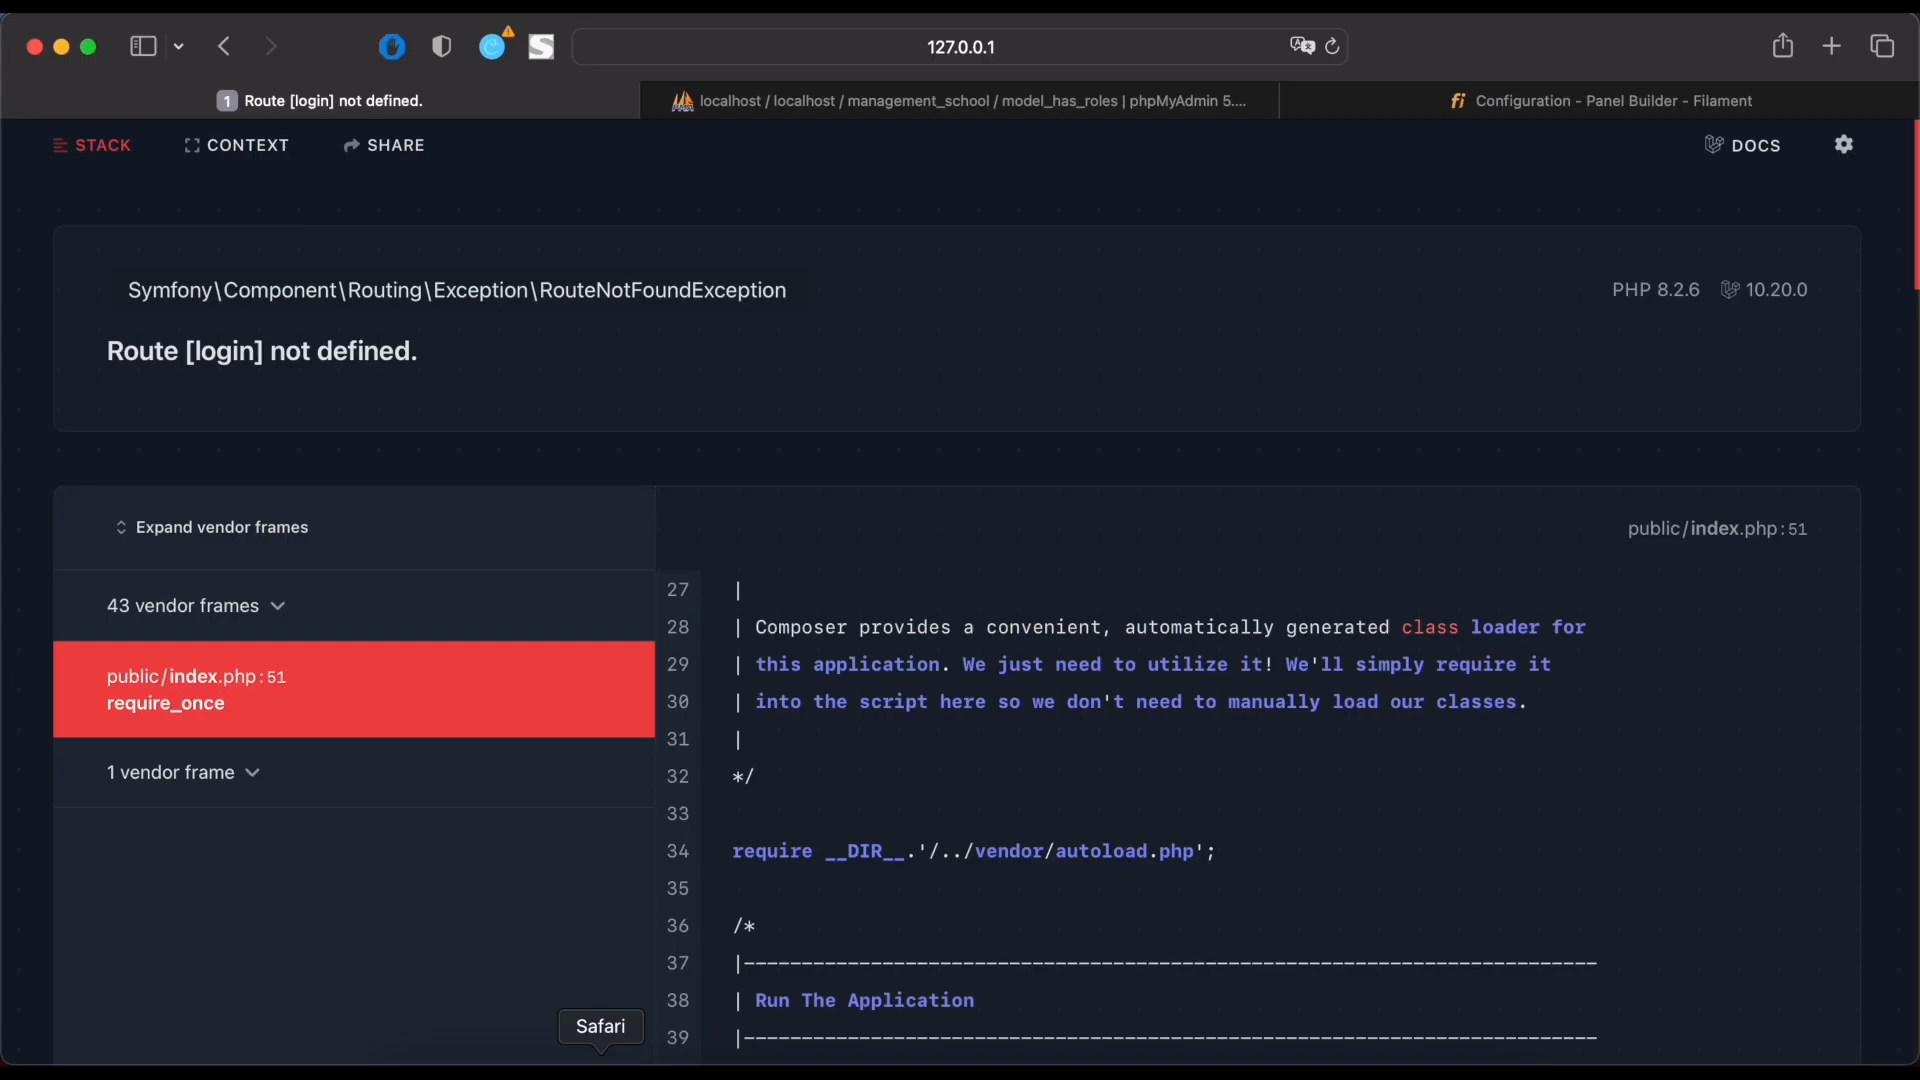 127.0.0.1
1 Route [login] not defined.
localhost / localhost / management_school / model_has_roles | phpMyAdmin 5....
Configuration - Panel Builder - Filament
STACK
CONTEXT
SHARE
DOCS
Symfony\Component\Routing\Exception\RouteNotFoundException
PHP 8.2.6 10.20.0
Route [login] not defined.
Expand vendor frames
public/index.php:51
43 vendor frames
public/index.php:51
require_once
1 vendor frame
27 |
28 | Composer provides a convenient, automatically generated class loader for
29 | this application. We just need to utilize it! We'll simply require it
30 | into the script here so we don't need to manually load our classes.
31 |
32 */
33
34 require __DIR__.'/../vendor/autoload.php';
35
36 /*
37 |--------------------------------------------------------------------------
38 | Run The Application
39 |--------------------------------------------------------------------------
Safari